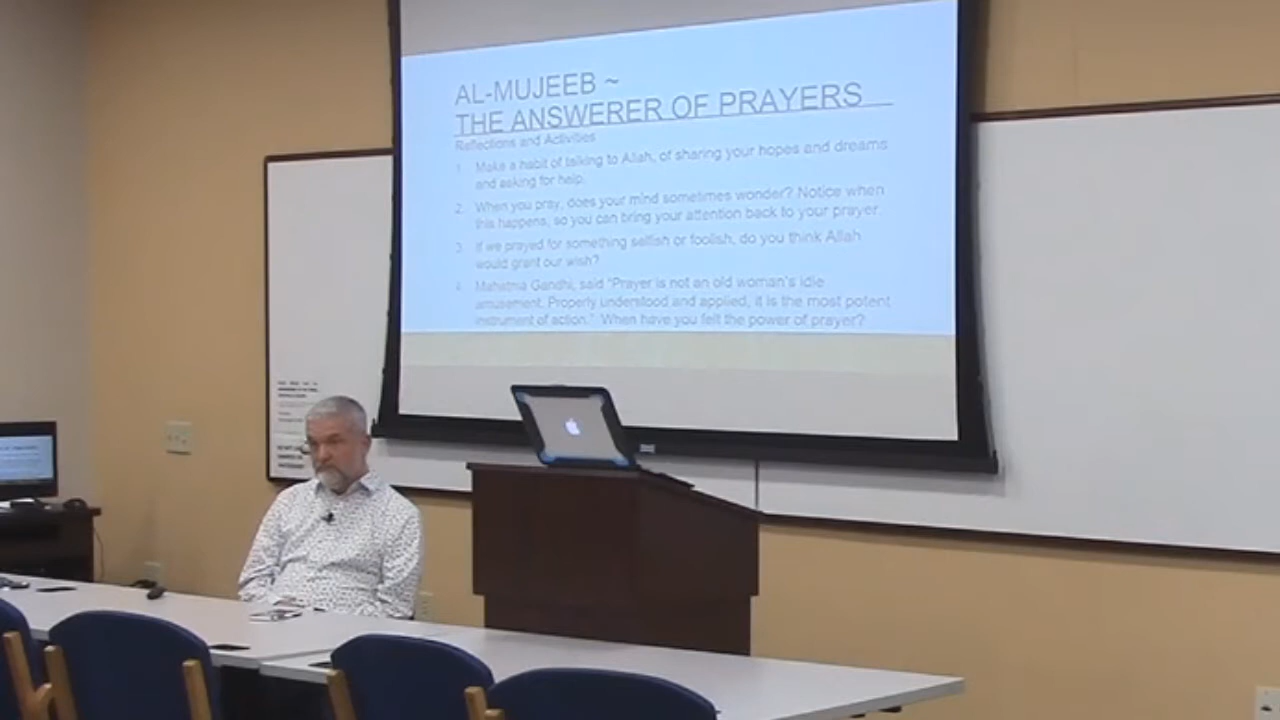 AL-MUJEEB ~
THE ANSWERER OF PRAYERS
Reflections and Activities
1. Make a habit of talking to Allah, of sharing your hopes and dreams
and asking for help.
2. When you pray, does your mind sometimes wonder? Notice when
this happens, so you can bring your attention back to your prayer.
3. If we prayed for something selfish or foolish, do you think Allah
would grant our wish?
4. Mahatma Gandhi, said "Prayer is not an old woman's idle
amusement. Properly understood and applied, it is the most potent
instrument of action." When have you felt the power of prayer?